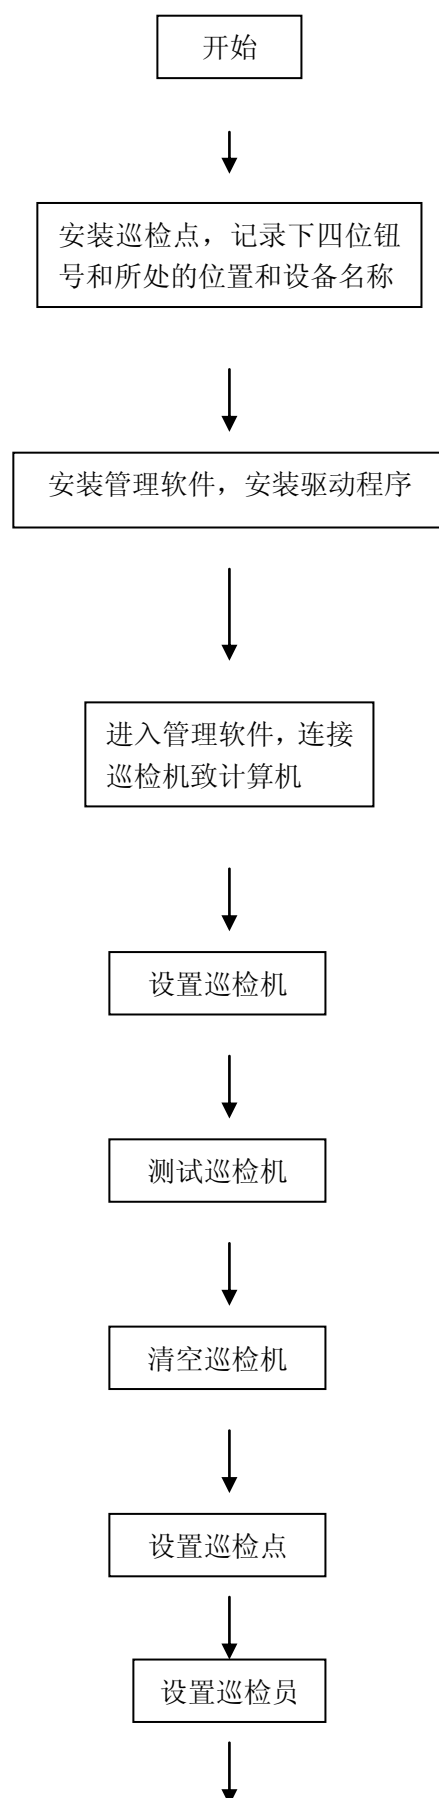 开始
安装巡检点，记录下四位钮
号和所处的位置和设备名称
安装管理软件，安装驱动程序
进入管理软件，连接
巡检机致计算机
设置巡检机
测试巡检机
清空巡检机
设置巡检点
设置巡检员